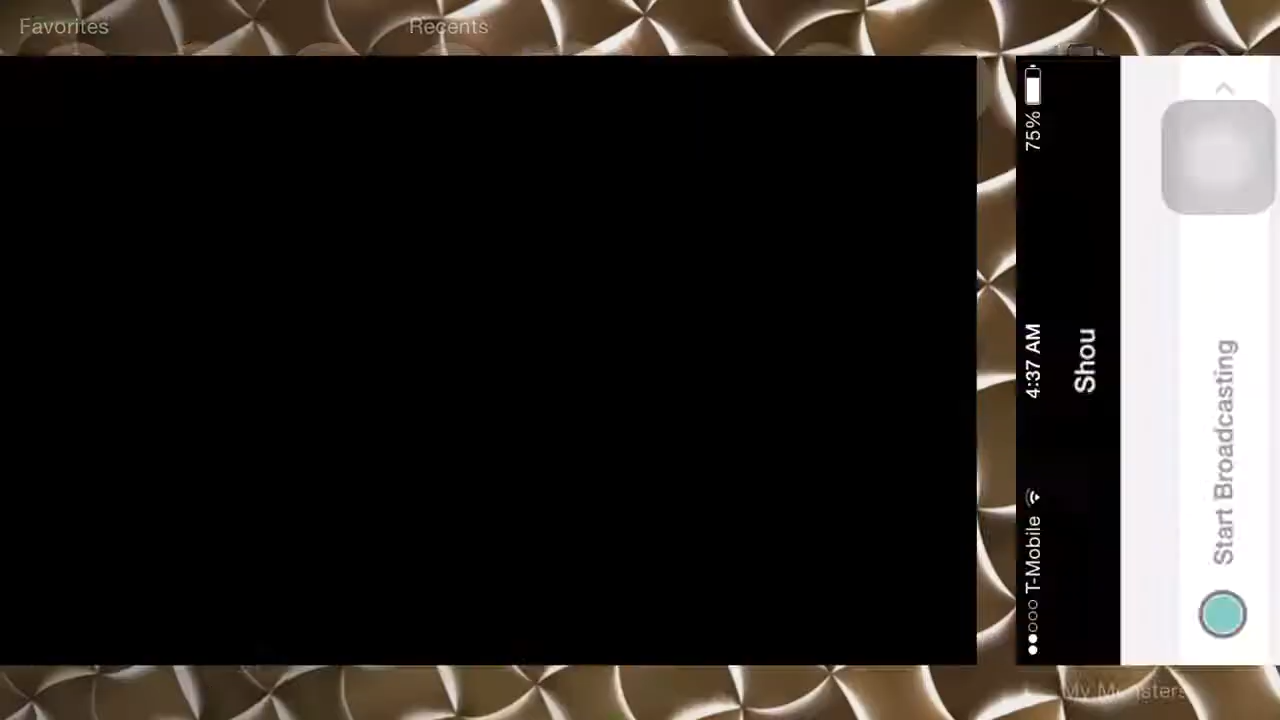 Favorites
Recents
75%
4:37 AM
T-Mobile
Shou
Start Broadcasting
My Monsters